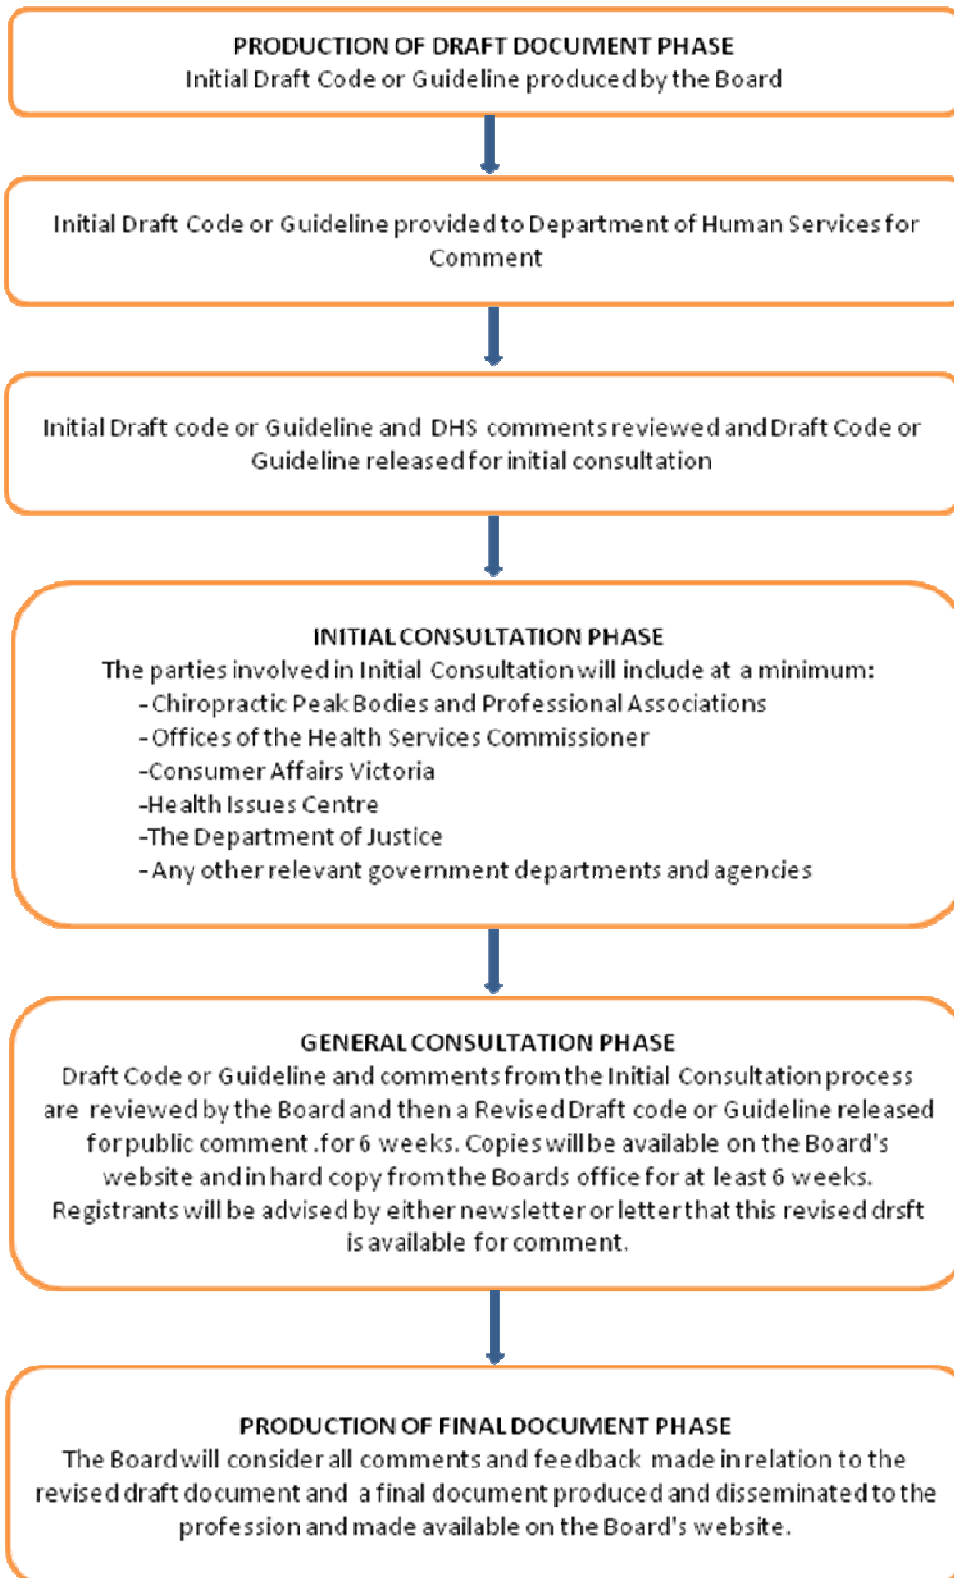 PRODUCTION OF DRAFT DOCUMENT PHASE
Initial Draft Code or Guideline produced by the Board
Initial Draft Code or Guideline provided to Department of Human Services for
Comment
Initial Draft code or Guideline and DHS comments reviewed and Draft Code or
Guideline released for initial consultation
INITIAL CONSULTATION PHASE
The parties involved in Initial Consultation will include at a minimum:
-Chiropractic Peak Bodies and Professional Associations
-Offices of the Health Services Commissioner
-Consumer Affairs Victoria
-Health Issues Centre
-The Department of Justice
-Any other relevant government departments and agencies
GENERAL CONSULTATION PHASE
Draft Code or Guideline and comments from the Initial Consultation process
are reviewed by the Board and then a Revised Draft code or Guideline released
for public comment .for 6 weeks. Copies will be available on the Board's
website and in hard copy from the Boards office for at least 6 weeks.
Registrants will be advised by either newsletter or letter that this revised drsft
is available for comment.
PRODUCTION OF FINAL DOCUMENT PHASE
The Board will consider all comments and feedback made in relation to the
revised draft document and a final document produced and disseminated to the
profession and made available on the Board's website.